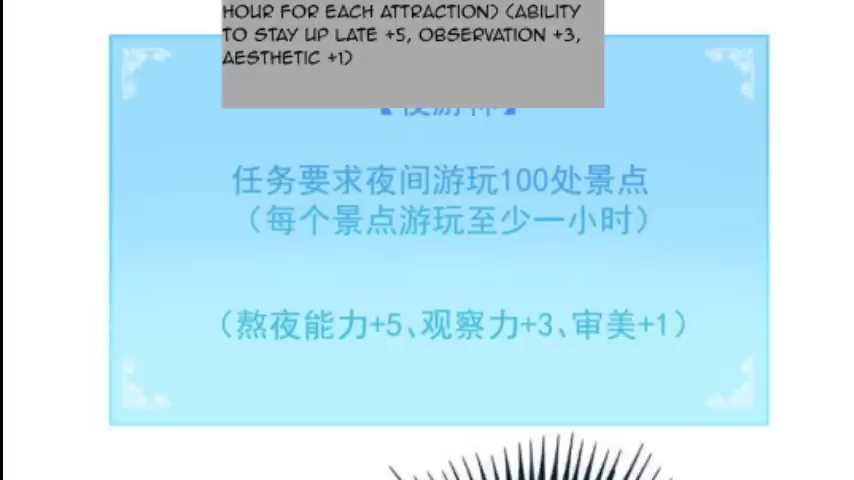 HOUR FOR EACH ATTRACTION) (ABILITY
TO STAY UP LATE +5, OBSERVATION +3,
AESTHETIC +1)
任务要求夜间游玩100处景点
（每个景点游玩至少一小时）
（熬夜能力+5、观察力+3、审美+1）